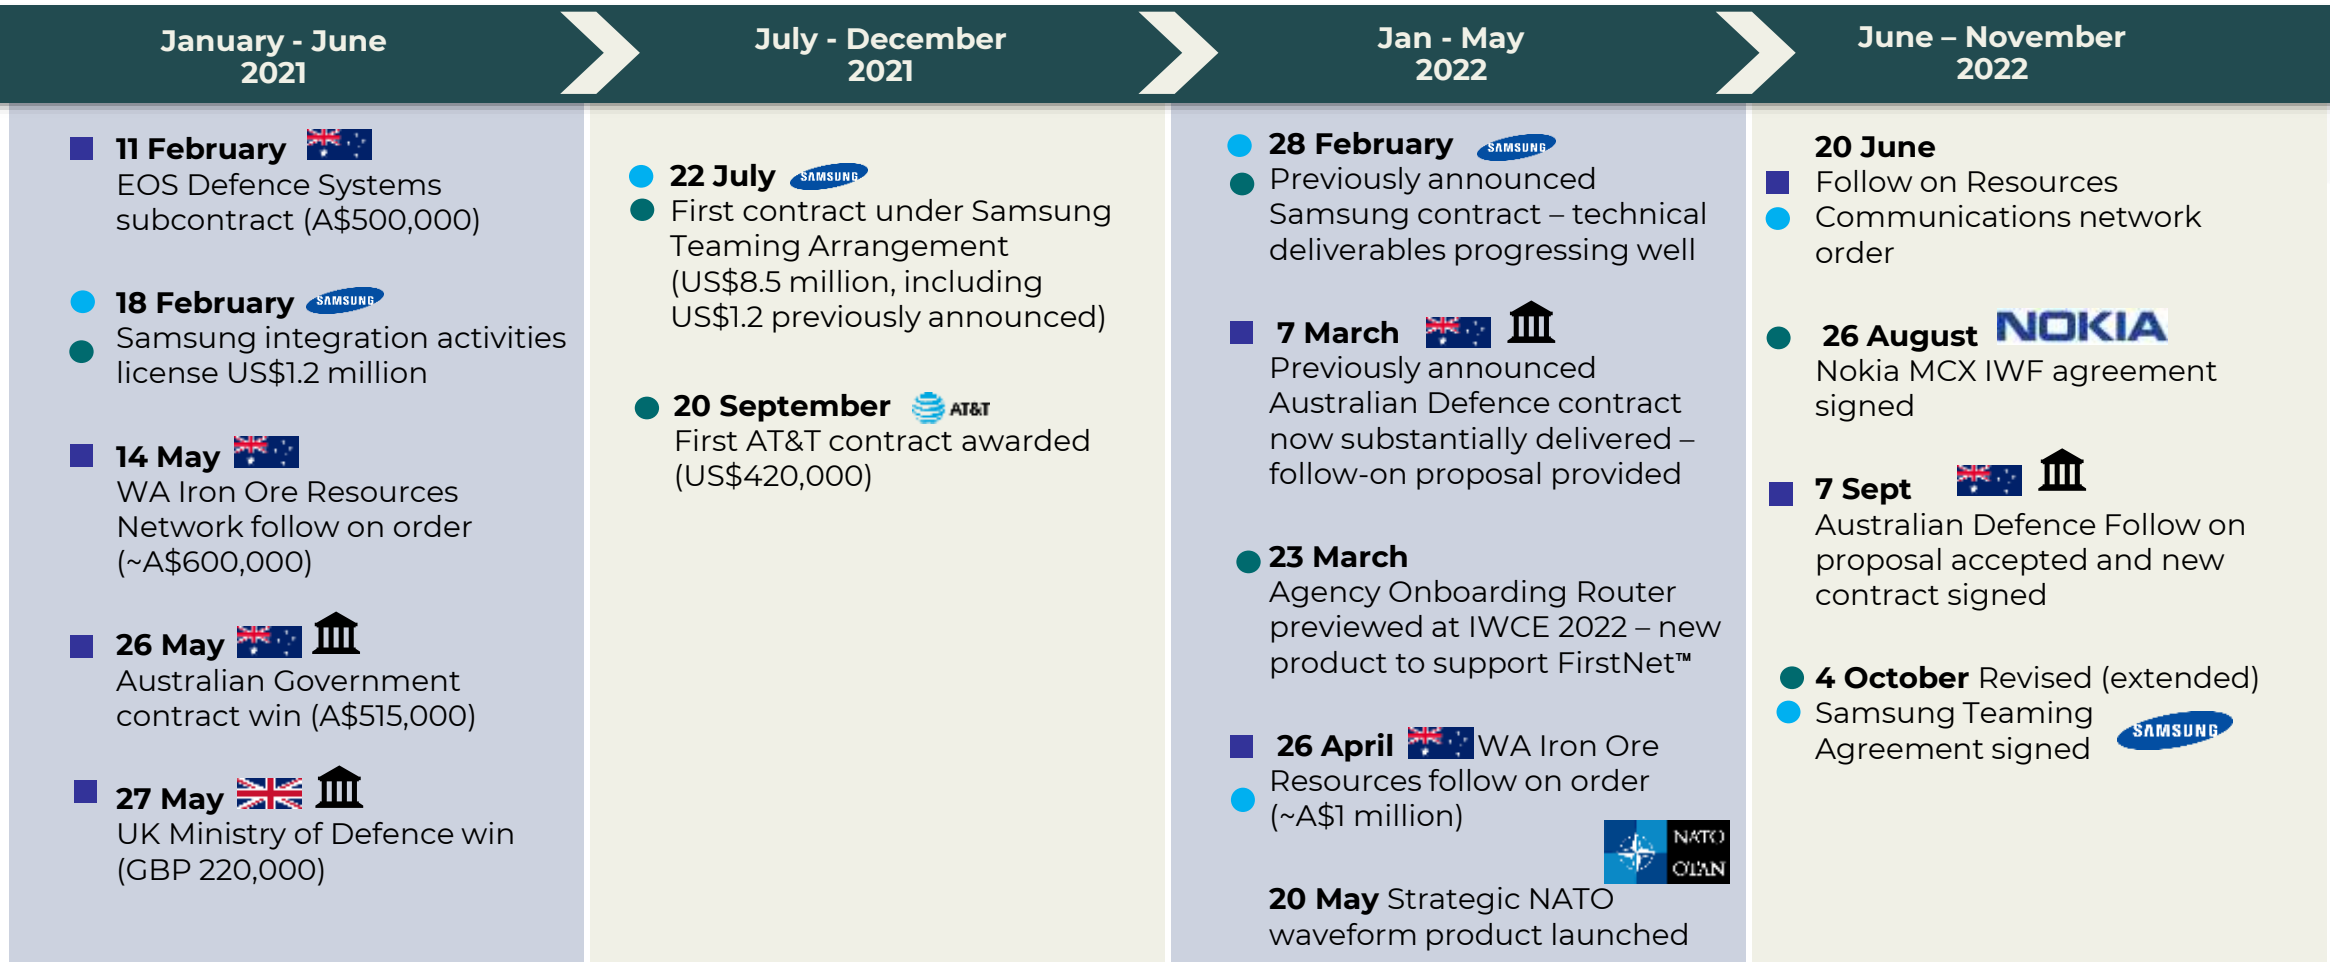 January - June
2021
July - December
2021
Jan - May
2022
June – November
2022
11 February
EOS Defence Systems
subcontract (A$500,000)
18 February SAMSUNG
Samsung integration activities
license US$1.2 million
14 May
WA Iron Ore Resources
Network follow on order
(~A$600,000)
26 May
Australian Government
contract win (A$515,000)
27 May
UK Ministry of Defence win
(GBP 220,000)
22 July SAMSUNG
First contract under Samsung
Teaming Arrangement
(US$8.5 million, including
US$1.2 previously announced)
20 September AT&T
First AT&T contract awarded
(US$420,000)
28 February SAMSUNG
Previously announced
Samsung contract – technical
deliverables progressing well
7 March
Previously announced
Australian Defence contract
now substantially delivered –
follow-on proposal provided
23 March
Agency Onboarding Router
previewed at IWCE 2022 – new
product to support FirstNet™
26 April WA Iron Ore
Resources follow on order
(~A$1 million)
NATO
OTAN
20 May Strategic NATO
waveform product launched
20 June
Follow on Resources
Communications network
order
26 August NOKIA
Nokia MCX IWF agreement
signed
7 Sept
Australian Defence Follow on
proposal accepted and new
contract signed
4 October Revised (extended)
Samsung Teaming
Agreement signed SAMSUNG